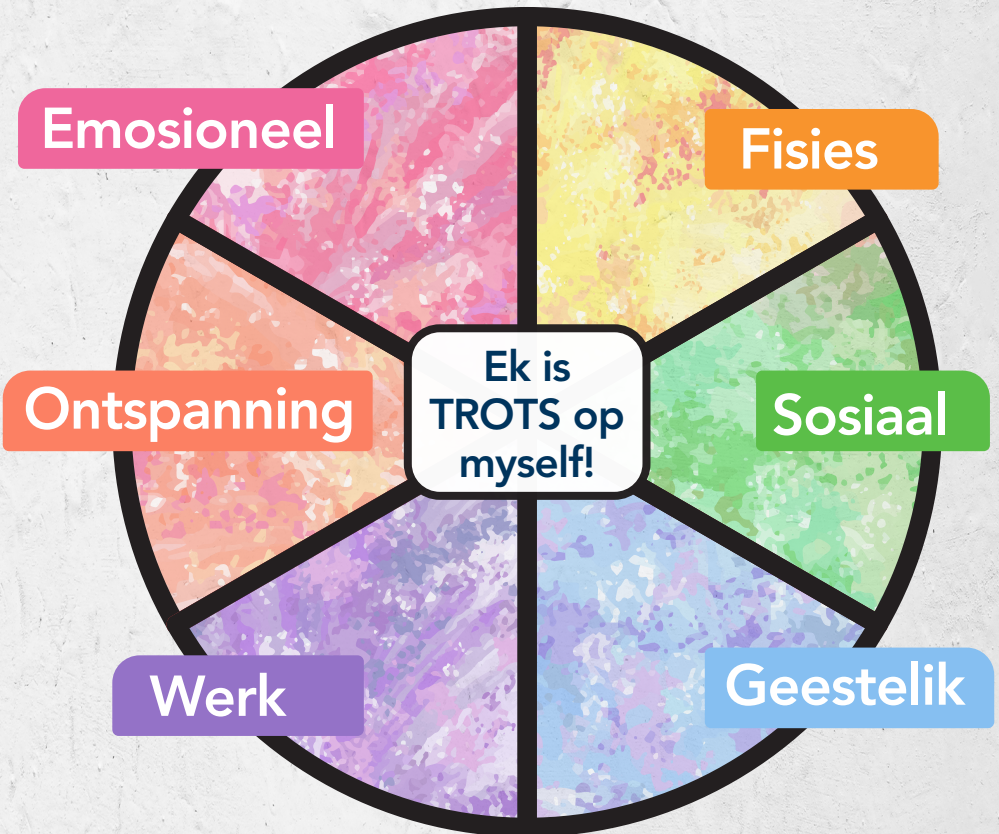 Emosioneel
Fisies
Ontspanning
Ek is
TROTS op
myself!
Sosiaal
Werk
Geestelik